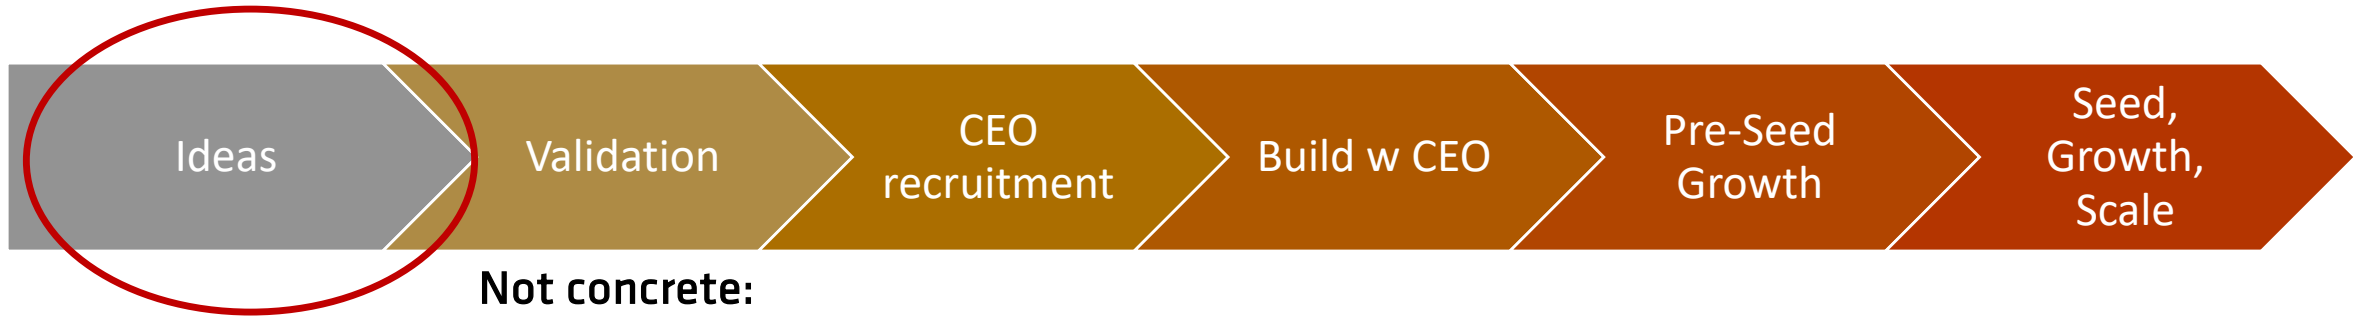 Ideas
Validation
CEO
recruitment
Build w CEO
Pre-Seed
Growth
Seed,
Growth,
Scale
Not concrete: